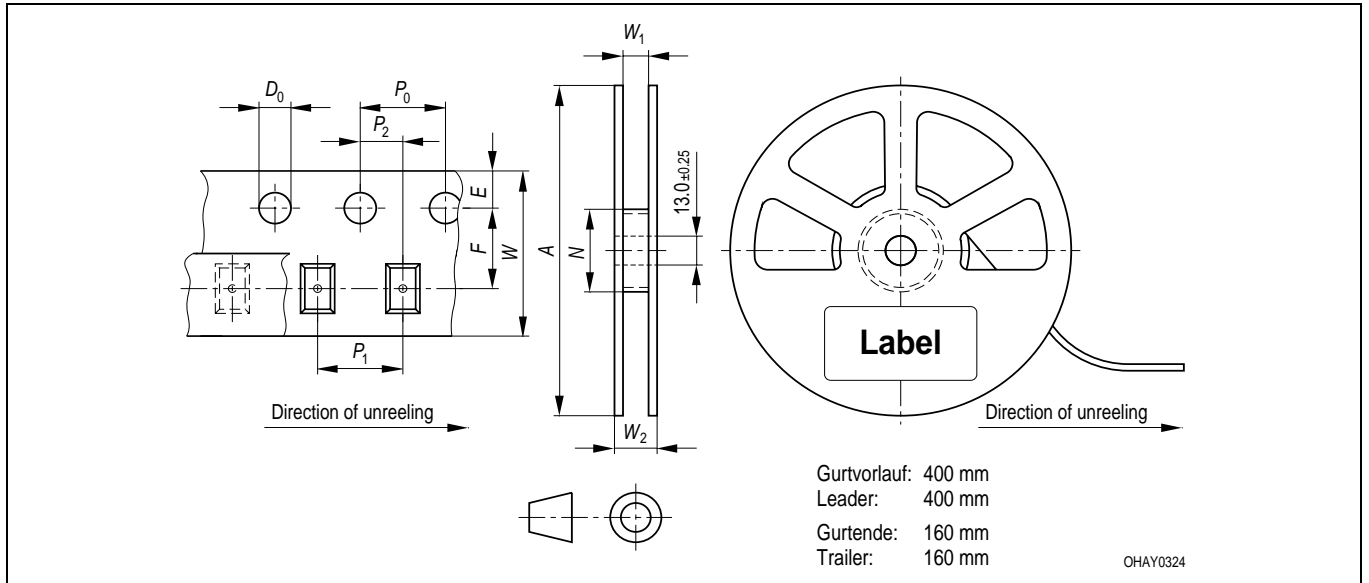 W1
D0
P0
P2
E
F
W
A
N
13.0 ±0.25
P1
W2
Label
Direction of unreeling
Direction of unreeling
Gurtvorlauf: 400 mm
Leader: 400 mm
Gurtende: 160 mm
Trailer: 160 mm
OHAY0324